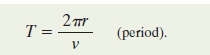 T = 2πr / v (period).